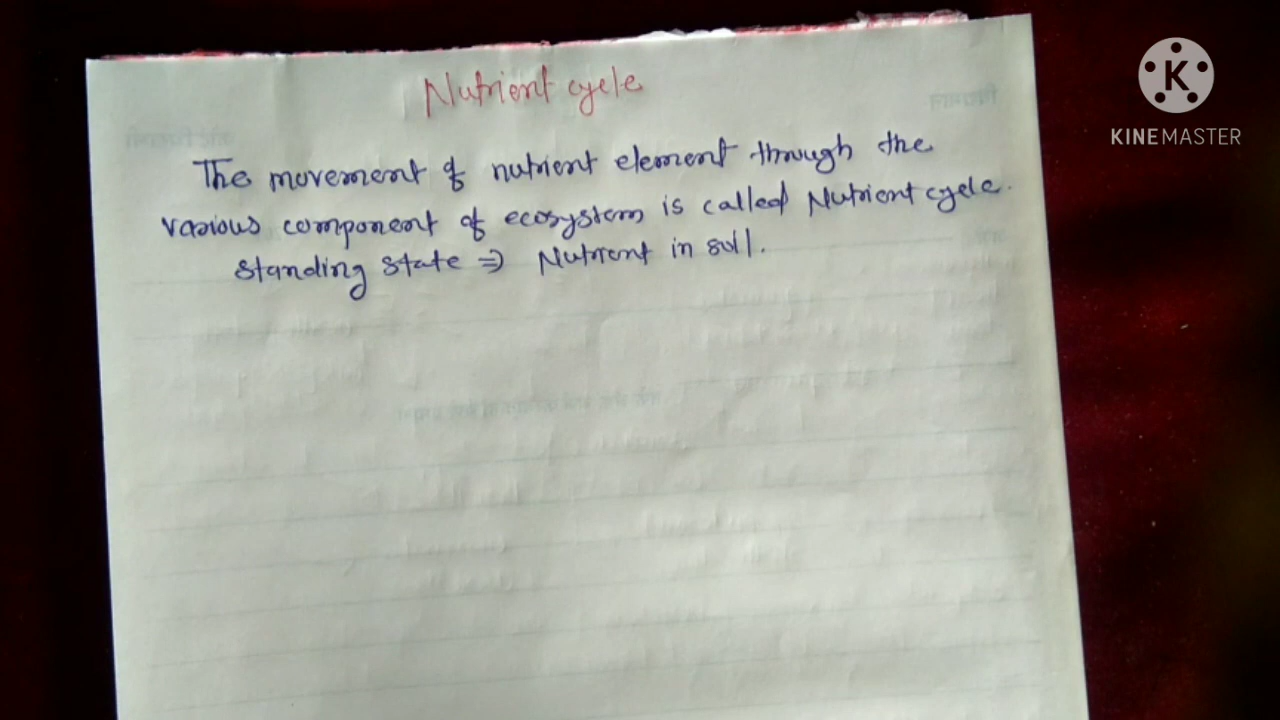 Nutrient cycle
The movement of nutrient element through the
various component of ecosystem is called Nutrient cycle.
Standing state ⇒ Nutrient in soil.
K
KINEMASTER